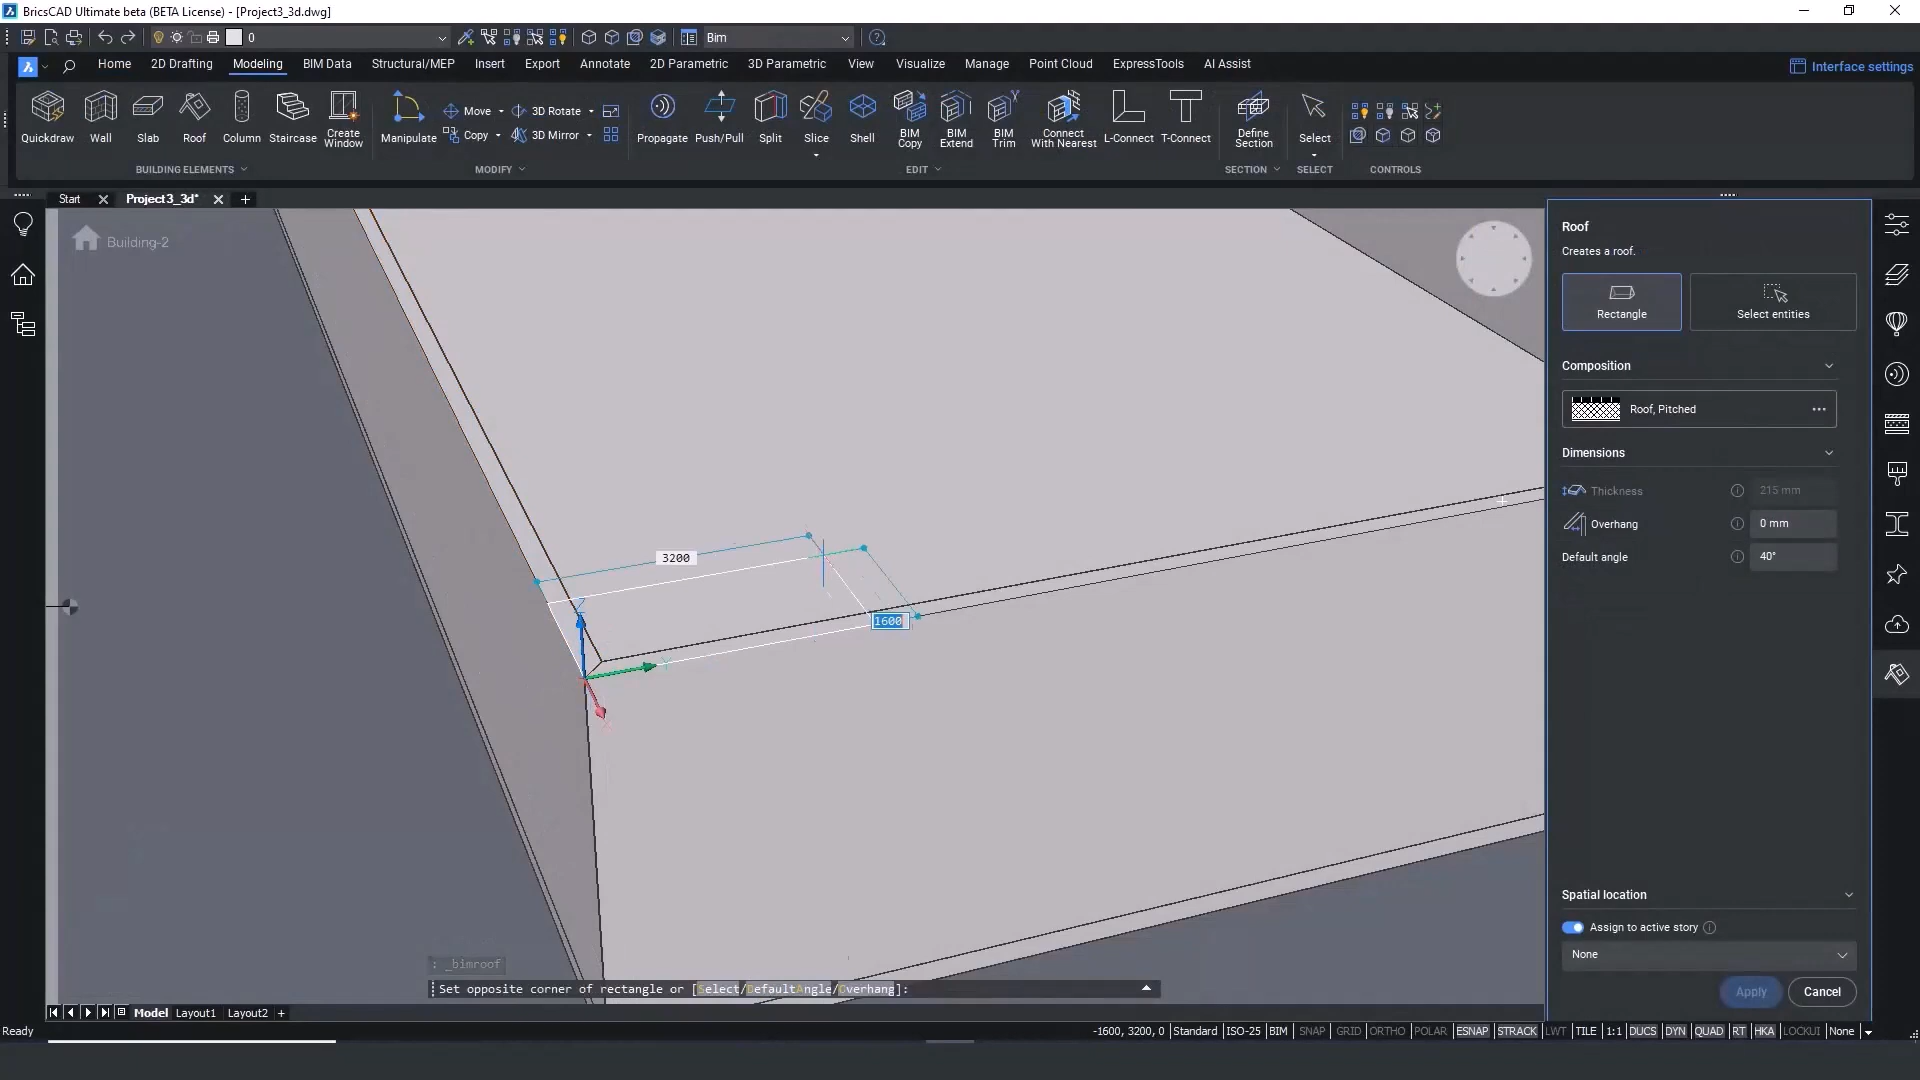 BricsCAD Ultimate beta (BETA License) - [Project3_3d.dwg]
0
Bim
Home 2D Drafting Modeling BIM Data Structural/MEP Insert Export Annotate 2D Parametric 3D Parametric View Visualize Manage Point Cloud ExpressTools AI Assist
Interface settings
Quickdraw
Wall
Slab
Roof
Column
Staircase
Create
Window
Manipulate
Move
Copy
3D Rotate
3D Mirror
Propagate
Push/Pull
Split
Slice
Shell
BIM
Copy
BIM
Extend
BIM
Trim
Connect
With Nearest
L-Connect
T-Connect
Define
Section
Select
BUILDING ELEMENTS
MODIFY
EDIT
SECTION
SELECT
CONTROLS
Start
Project3_3d*
Building-2
3200
1600
Z
Y
Roof
Creates a roof.
Rectangle
Select entities
Composition
Roof, Pitched
Dimensions
Thickness 215 mm
Overhang 0 mm
Default angle 40°
Spatial location
Assign to active story
None
Apply
Cancel
: _bimroof
Set opposite corner of rectangle or [Select/DefaultAngle/Overhang]:
Model Layout1 Layout2 +
Ready
-1600, 3200, 0 Standard ISO-25 BIM SNAP GRID ORTHO POLAR ESNAP STRACK LWT TILE 1:1 DUCS DYN QUAD RT HKA LOCKUI None